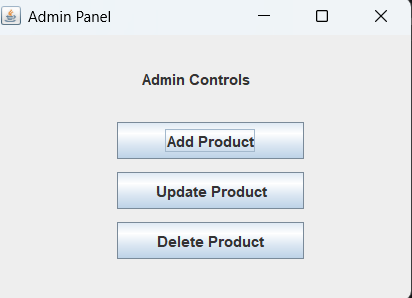 Admin Panel
Admin Controls
Add Product
Update Product
Delete Product